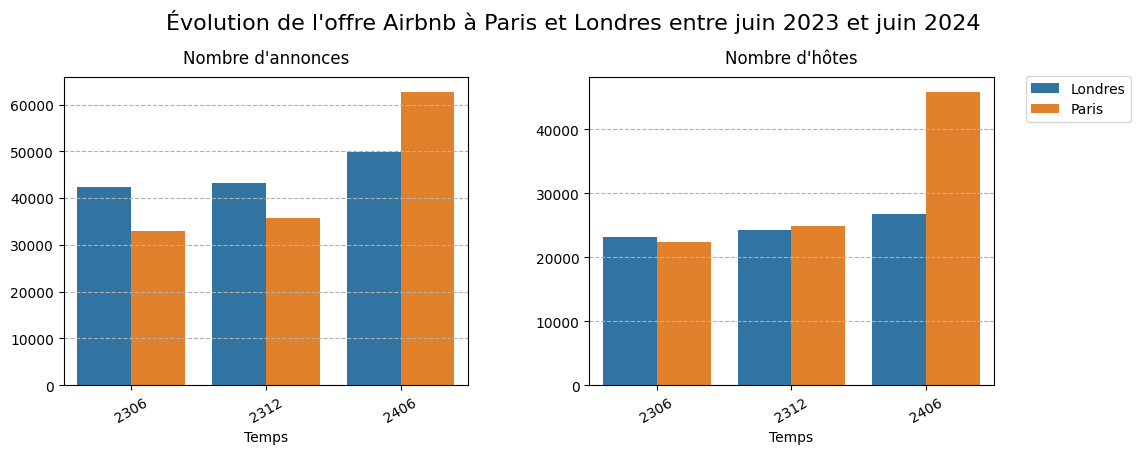 Évolution de l'offre Airbnb à Paris et Londres entre juin 2023 et juin 2024
Nombre d'annonces
60000
50000
40000
30000
20000
10000
0
2306
2312
2406
Temps
Nombre d'hôtes
40000
30000
20000
10000
0
2306
2312
2406
Temps
Londres
Paris